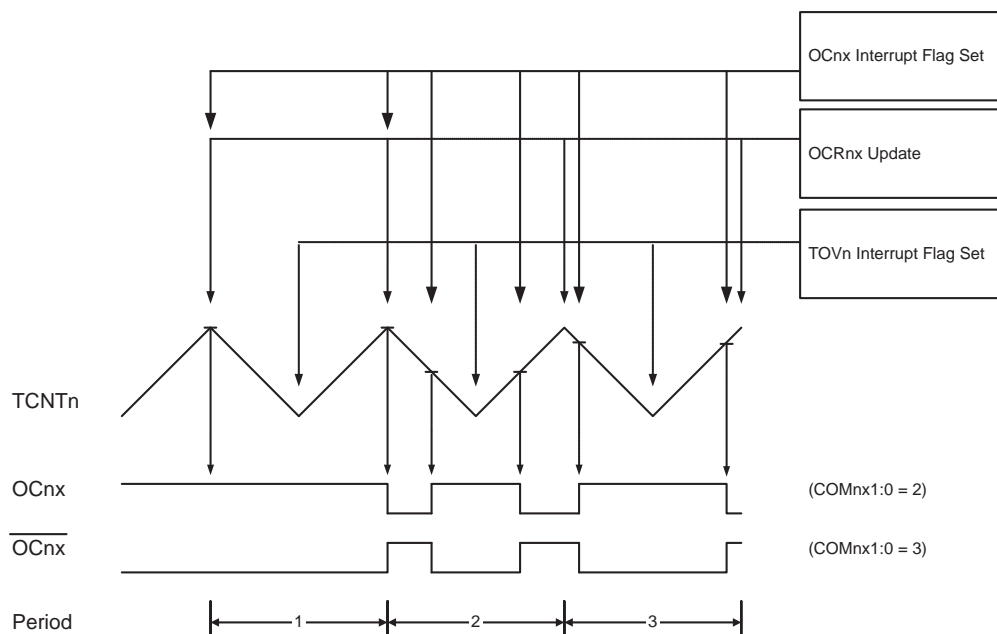 OCnx Interrupt Flag Set
OCRnx Update
TOVn Interrupt Flag Set
TCNTn
OCnx
(COMnx1:0 = 2)
OCnx
(COMnx1:0 = 3)
Period
1
2
3